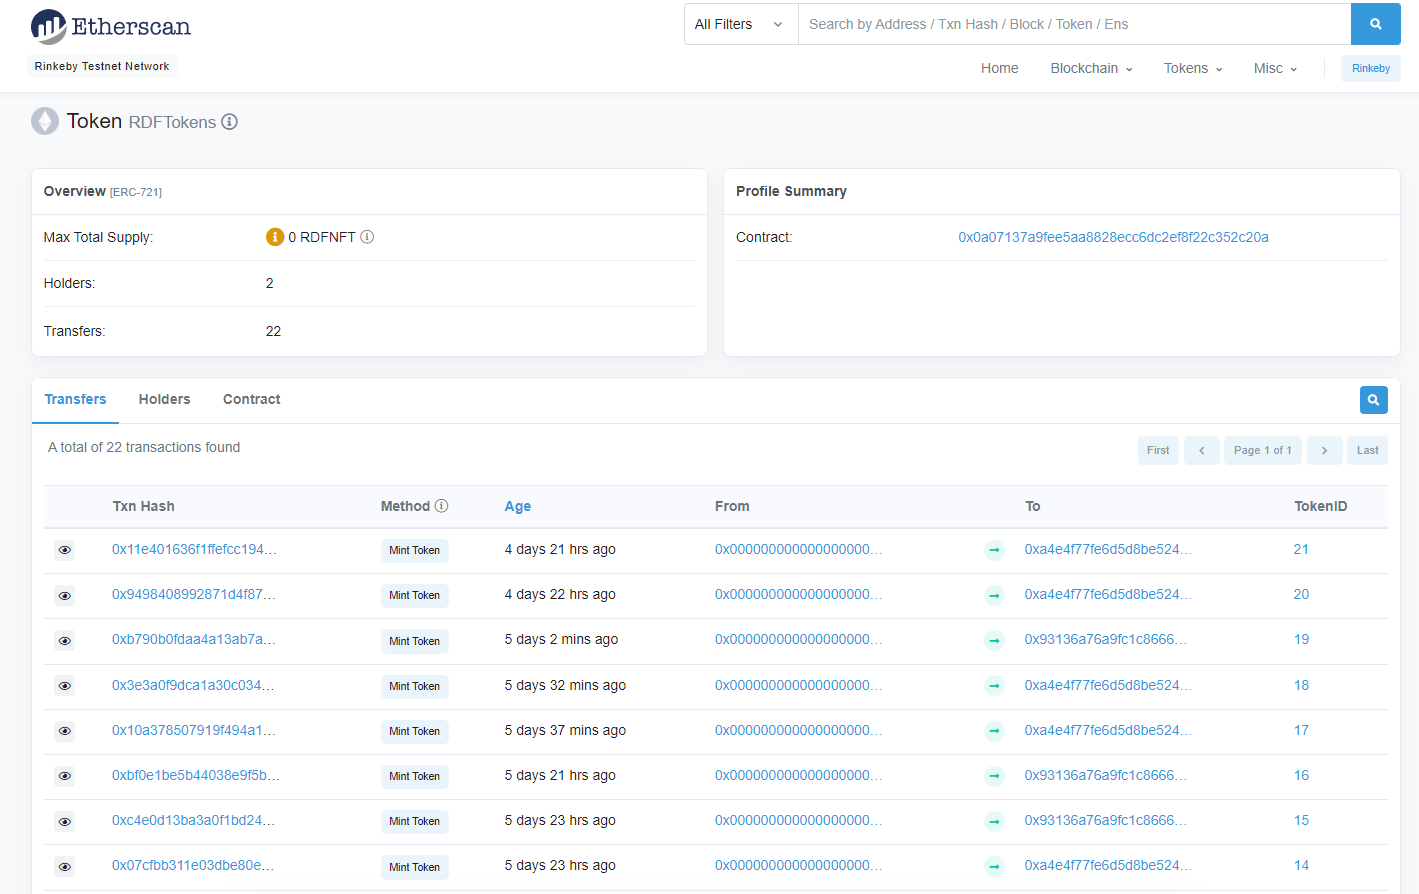 Etherscan
All Filters
Search by Address / Txn Hash / Block / Token / Ens
Rinkeby Testnet Network
Home Blockchain Tokens Misc Rinkeby
Token RDFTokens
Overview [ERC-721]
Max Total Supply: 0 RDFNFT
Holders: 2
Transfers: 22
Profile Summary
Contract: 0x0a07137a9fee5aa8828ecc6dc2ef8f22c352c20a
Transfers Holders Contract
A total of 22 transactions found
First Page 1 of 1 Last
Txn Hash Method Age From To TokenID
0x11e401636f1ffefcc194... Mint Token 4 days 21 hrs ago 0x000000000000000000... 0xa4e4f77fe6d5d8be524... 21
0x9498408992871d4f87... Mint Token 4 days 22 hrs ago 0x000000000000000000... 0xa4e4f77fe6d5d8be524... 20
0xb790b0fdaa4a13ab7a... Mint Token 5 days 2 mins ago 0x000000000000000000... 0x93136a76a9fc1c8666... 19
0x3e3a0f9dca1a30c034... Mint Token 5 days 32 mins ago 0x000000000000000000... 0xa4e4f77fe6d5d8be524... 18
0x10a378507919f494a1... Mint Token 5 days 37 mins ago 0x000000000000000000... 0xa4e4f77fe6d5d8be524... 17
0xbf0e1be5b44038e9f5b... Mint Token 5 days 21 hrs ago 0x000000000000000000... 0x93136a76a9fc1c8666... 16
0xc4e0d13ba3a0f1bd24... Mint Token 5 days 23 hrs ago 0x000000000000000000... 0x93136a76a9fc1c8666... 15
0x07cfbb311e03dbe80e... Mint Token 5 days 23 hrs ago 0x000000000000000000... 0xa4e4f77fe6d5d8be524... 14